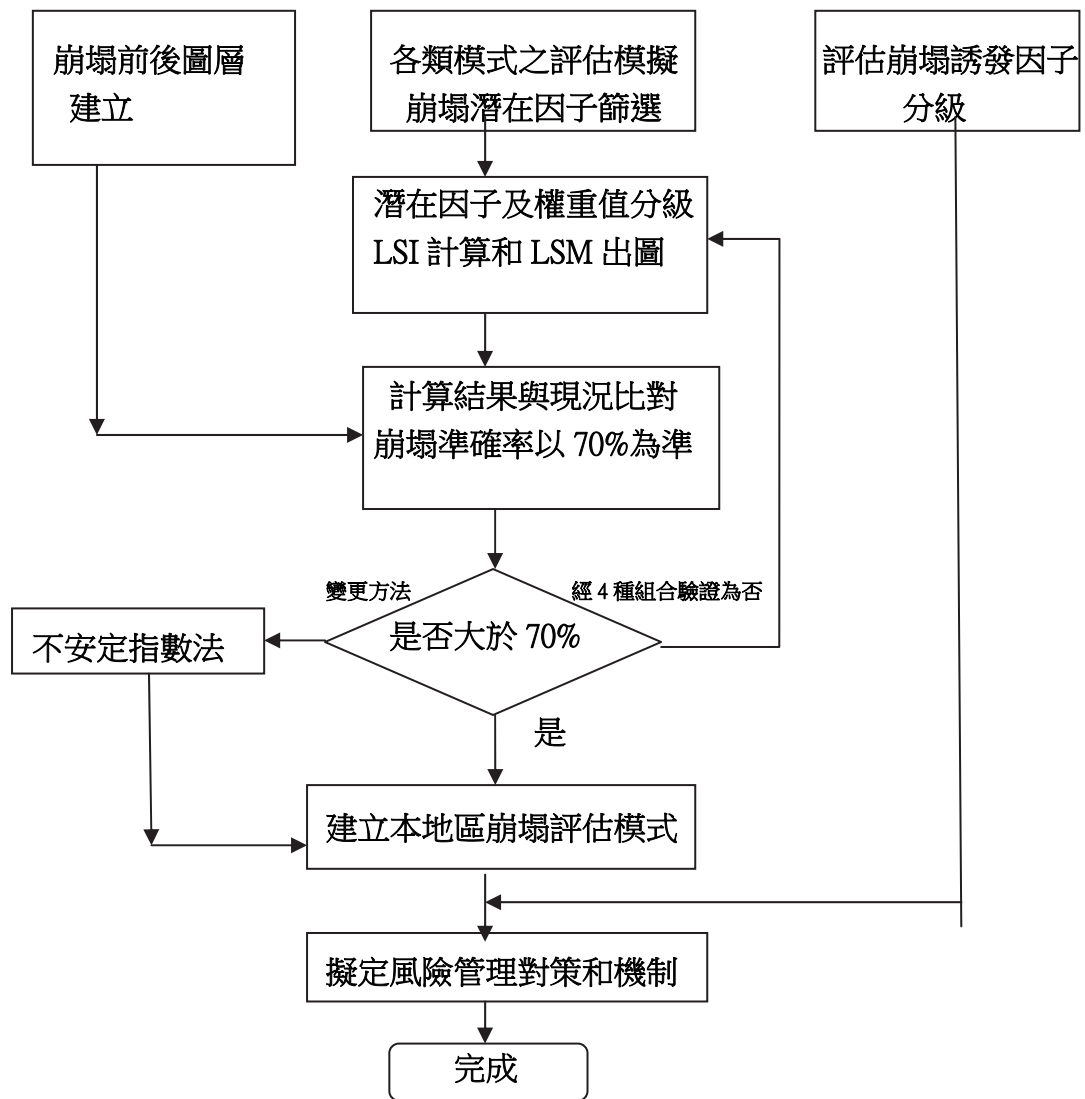 崩塌前後圖層
建立
各類模式之評估模擬
崩塌潛在因子篩選
評估崩塌誘發因子
分級
潛在因子及權重值分級
LSI 計算和 LSM 出圖
計算結果與現況比對
崩塌準確率以 70%為準
變更方法
經 4 種組合驗證為否
是否大於 70%
不安定指數法
是
建立本地區崩塌評估模式
擬定風險管理對策和機制
完成